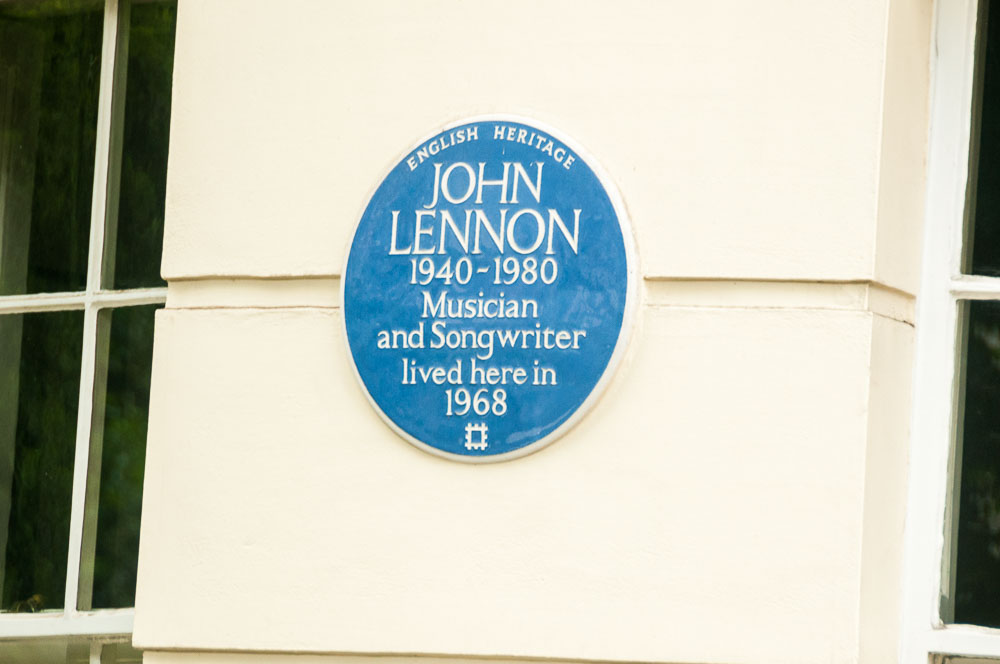 ENGLISH HERITAGE
JOHN
LENNON
1940-1980
Musician
and Songwriter
lived here in
1968